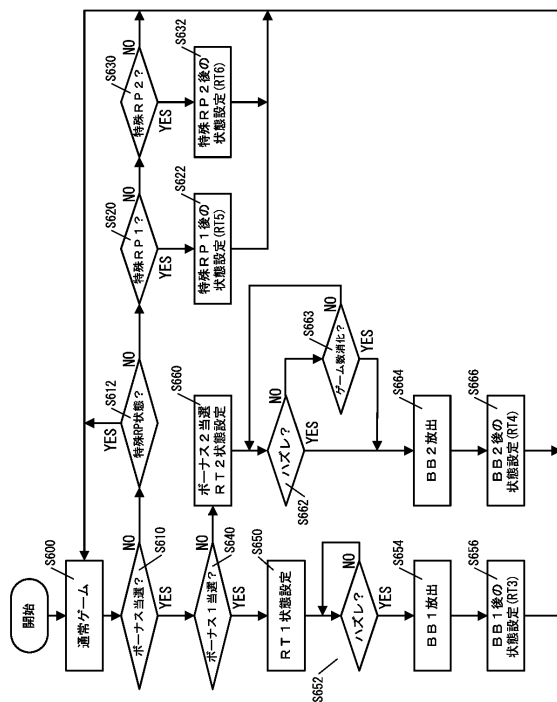 開始
S600
通常ゲーム
S610
ボーナス当選？
NO
YES
S612
特殊RP状態？
YES
NO
S620
特殊ＲＰ１？
NO
YES
S622
特殊ＲＰ１後の
状態設定(RT5)
S630
特殊ＲＰ２？
NO
YES
S632
特殊ＲＰ２後の
状態設定(RT6)
S640
ボーナス１当選？
NO
YES
S650
ＲＴ１状態設定
S652
ハズレ？
NO
YES
S654
ＢＢ１放出
S656
ＢＢ１後の
状態設定(RT3)
S660
ボーナス２当選
ＲＴ２状態設定
S662
ハズレ？
NO
YES
S663
ゲーム数消化？
NO
YES
S664
ＢＢ２放出
S666
ＢＢ２後の
状態設定(RT4)